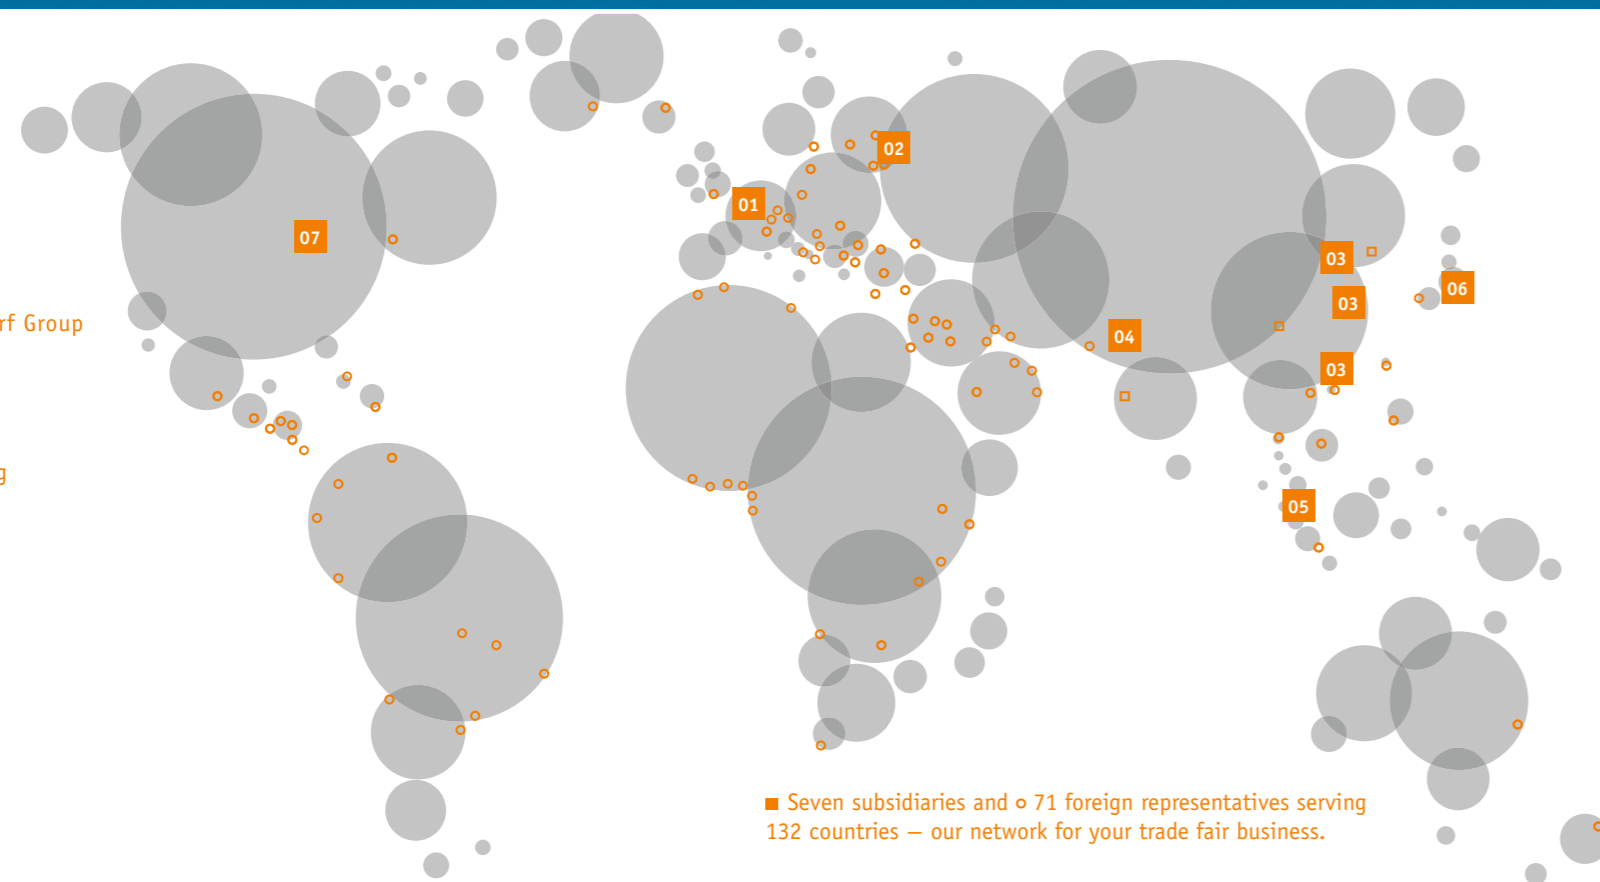 02
01
07
03
06
03
rf Group
04
03
g
05
Seven subsidiaries and 71 foreign representatives serving
132 countries — our network for your trade fair business.